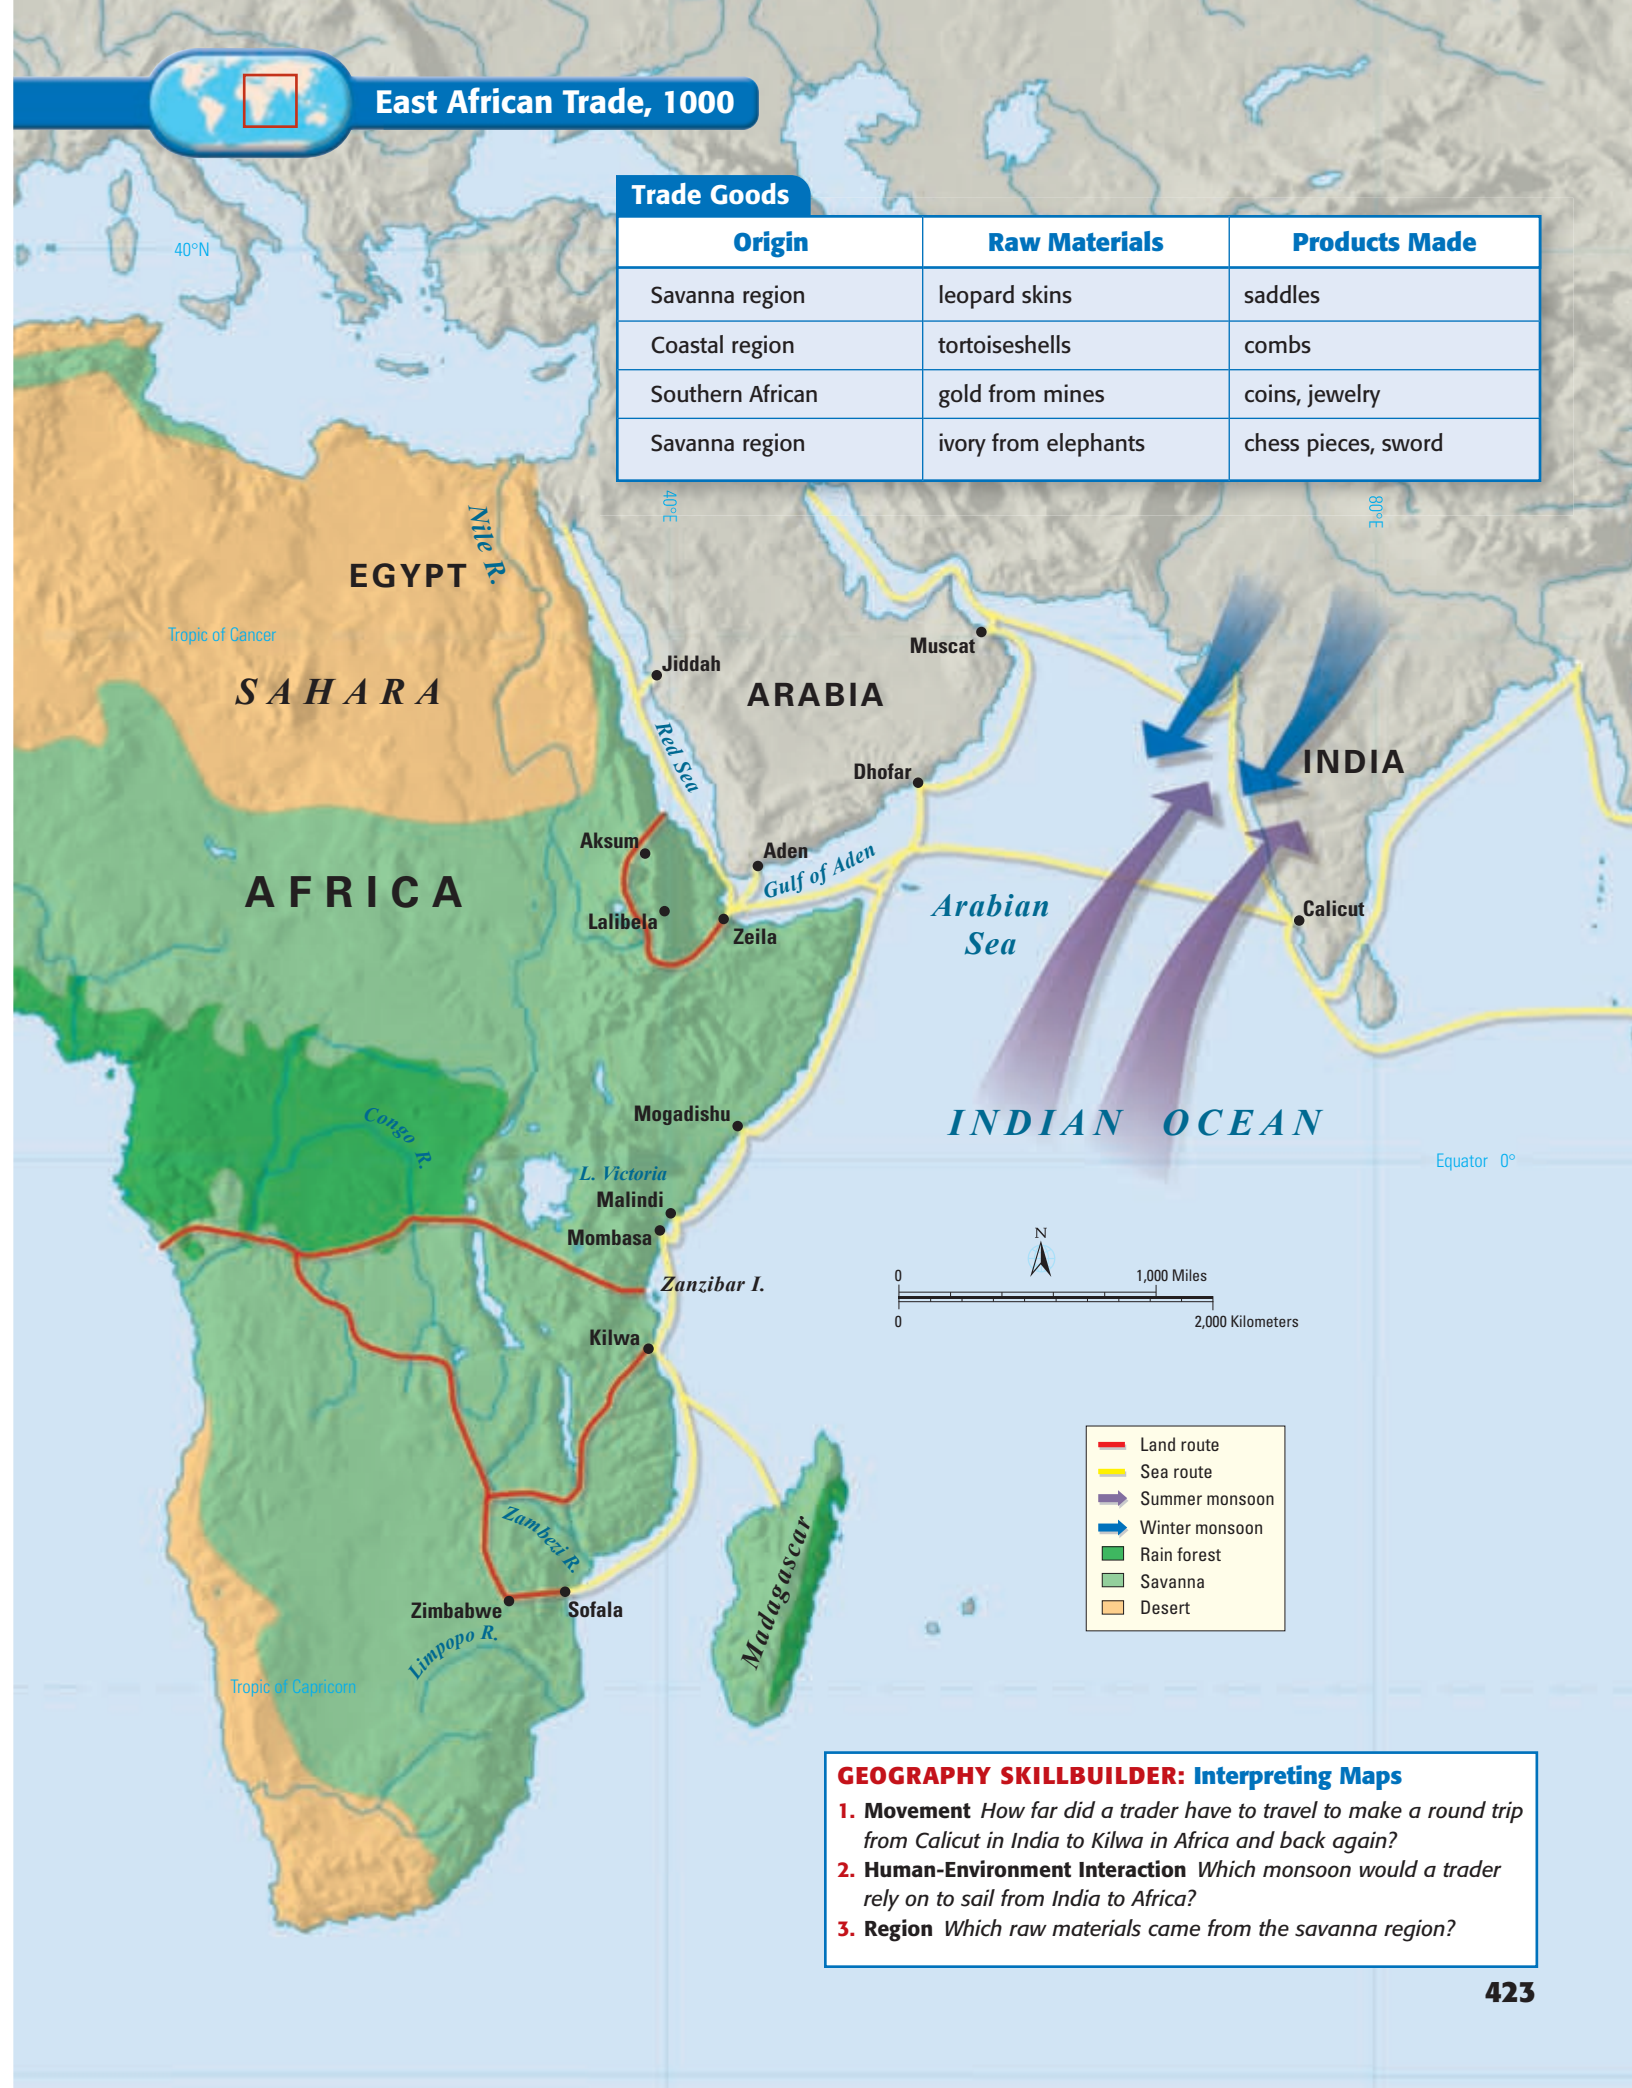 East African Trade, 1000
Trade Goods
Origin Raw Materials Products Made
Savanna region leopard skins saddles
Coastal region tortoiseshells combs
Southern African gold from mines coins, jewelry
Savanna region ivory from elephants chess pieces, sword
40°N
40°E
80°E
Nile R.
EGYPT
Tropic of Cancer
SAHARA
Muscat
Jiddah
ARABIA
Red Sea
INDIA
Dhofar
Aksum
Aden
Gulf of Aden
AFRICA
Arabian
Sea
Calicut
Lalibela
Zeila
Mogadishu
Congo R.
INDIAN OCEAN
Equator 0°
L. Victoria
Malindi
Mombasa
Zanzibar I.
N
0 1,000 Miles
0 2,000 Kilometers
Kilwa
Land route
Sea route
Summer monsoon
Winter monsoon
Rain forest
Savanna
Desert
Zambezi R.
Madagascar
Zimbabwe
Sofala
Limpopo R.
Tropic of Capricorn
GEOGRAPHY SKILLBUILDER: Interpreting Maps
1. Movement How far did a trader have to travel to make a round trip
from Calicut in India to Kilwa in Africa and back again?
2. Human-Environment Interaction Which monsoon would a trader
rely on to sail from India to Africa?
3. Region Which raw materials came from the savanna region?
423